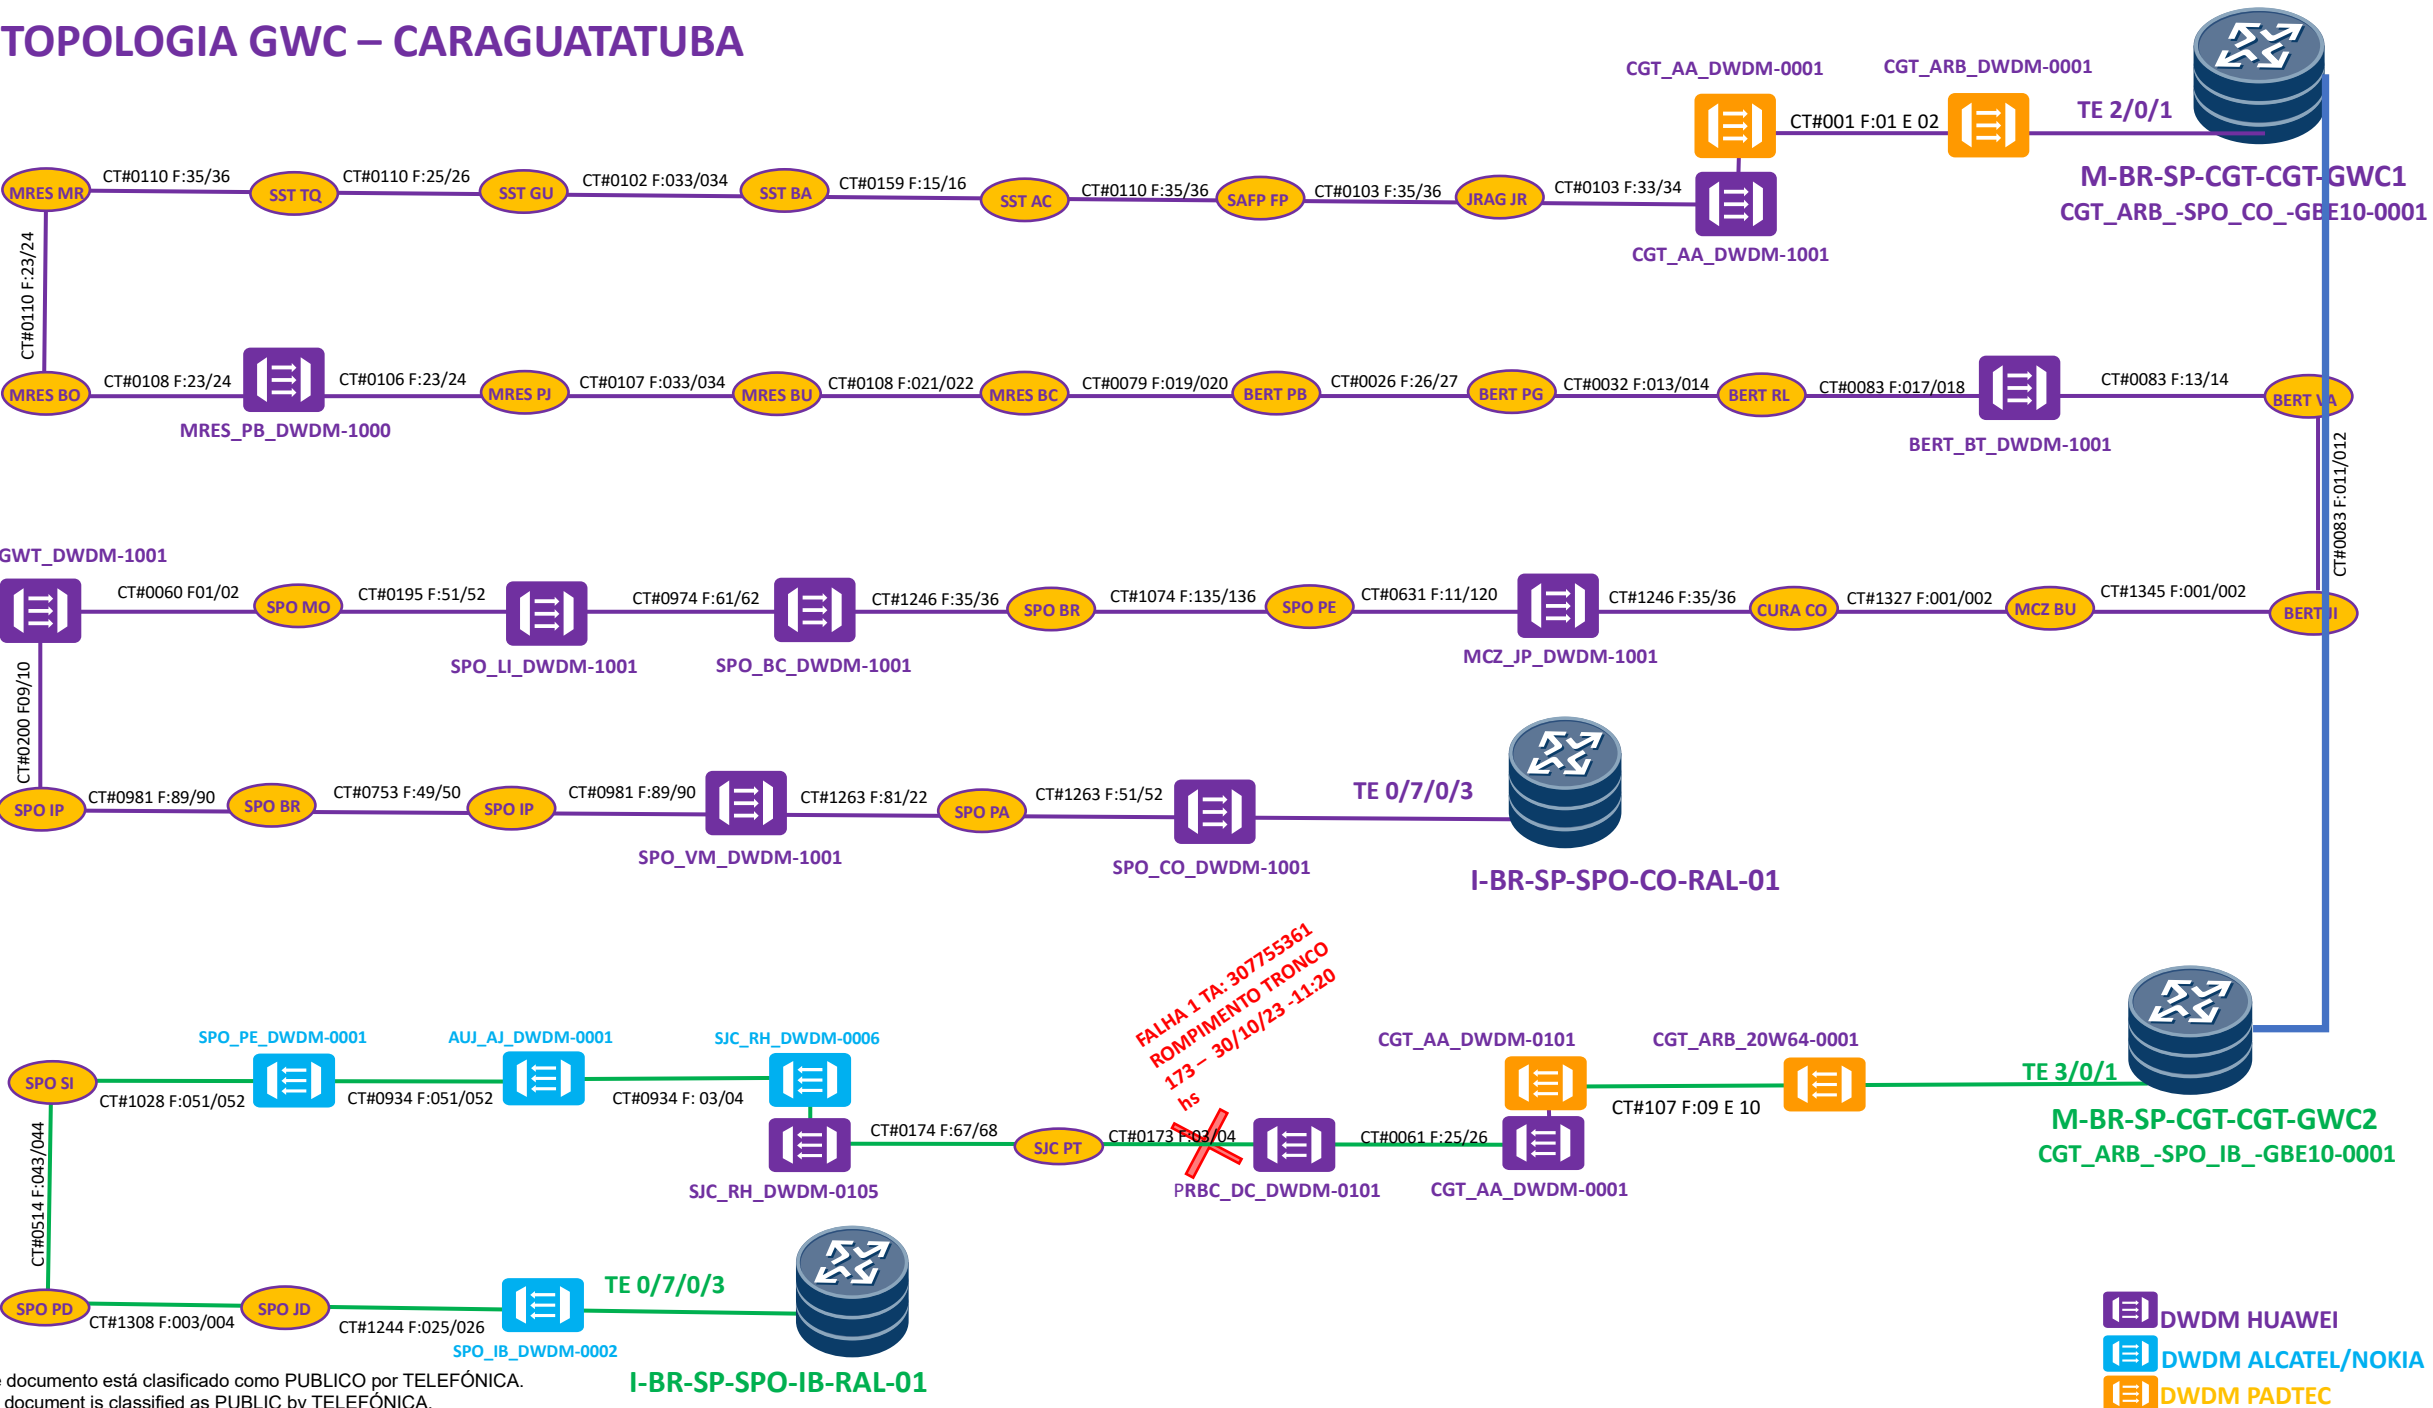 TOPOLOGIA GWC – CARAGUATATUBA
CGT_AA_DWDM-0001
CGT_ARB_DWDM-0001
CT#001 F:01 E 02
TE 2/0/1
M-BR-SP-CGT-CGT-GWC1
CGT_ARB_-SPO_CO_-GBE10-0001
MRES MR
CT#0110 F:35/36
SST TQ
CT#0110 F:25/26
SST GU
CT#0102 F:033/034
SST BA
CT#0159 F:15/16
SST AC
CT#0110 F:35/36
SAFP FP
CT#0103 F:35/36
JRAG JR
CT#0103 F:33/34
CGT_AA_DWDM-1001
CT#0110 F:23/24
MRES BO
CT#0108 F:23/24
MRES_PB_DWDM-1000
CT#0106 F:23/24
MRES PJ
CT#0107 F:033/034
MRES BU
CT#0108 F:021/022
MRES BC
CT#0079 F:019/020
BERT PB
CT#0026 F:26/27
BERT PG
CT#0032 F:013/014
BERT RL
CT#0083 F:017/018
BERT_BT_DWDM-1001
CT#0083 F:13/14
BERT VA
CT#0083 F:011/012
GWT_DWDM-1001
CT#0060 F01/02
SPO MO
CT#0195 F:51/52
SPO_LI_DWDM-1001
CT#0974 F:61/62
SPO_BC_DWDM-1001
CT#1246 F:35/36
SPO BR
CT#1074 F:135/136
SPO PE
CT#0631 F:11/120
MCZ_JP_DWDM-1001
CT#1246 F:35/36
CURA CO
CT#1327 F:001/002
MCZ BU
CT#1345 F:001/002
BERT JI
CT#0200 F09/10
SPO IP
CT#0981 F:89/90
SPO BR
CT#0753 F:49/50
SPO IP
CT#0981 F:89/90
SPO_VM_DWDM-1001
CT#1263 F:81/22
SPO PA
CT#1263 F:51/52
SPO_CO_DWDM-1001
TE 0/7/0/3
I-BR-SP-SPO-CO-RAL-01
FALHA 1 TA: 307755361
ROMPIMENTO TRONCO
173 – 30/10/23 -11:20
hs
SPO SI
CT#1028 F:051/052
SPO_PE_DWDM-0001
CT#0934 F:051/052
AUJ_AJ_DWDM-0001
CT#0934 F: 03/04
SJC_RH_DWDM-0006
SJC_RH_DWDM-0105
CT#0174 F:67/68
SJC PT
CT#0173 F:03/04
PRBC_DC_DWDM-0101
CT#0061 F:25/26
CGT_AA_DWDM-0101
CGT_AA_DWDM-0001
CT#107 F:09 E 10
CGT_ARB_20W64-0001
TE 3/0/1
M-BR-SP-CGT-CGT-GWC2
CGT_ARB_-SPO_IB_-GBE10-0001
CT#0514 F:043/044
SPO PD
CT#1308 F:003/004
SPO JD
CT#1244 F:025/026
SPO_IB_DWDM-0002
TE 0/7/0/3
I-BR-SP-SPO-IB-RAL-01
DWDM HUAWEI
DWDM ALCATEL/NOKIA
DWDM PADTEC
documento está clasificado como PUBLICO por TELEFÓNICA.
document is classified as PUBLIC by TELEFÓNICA.